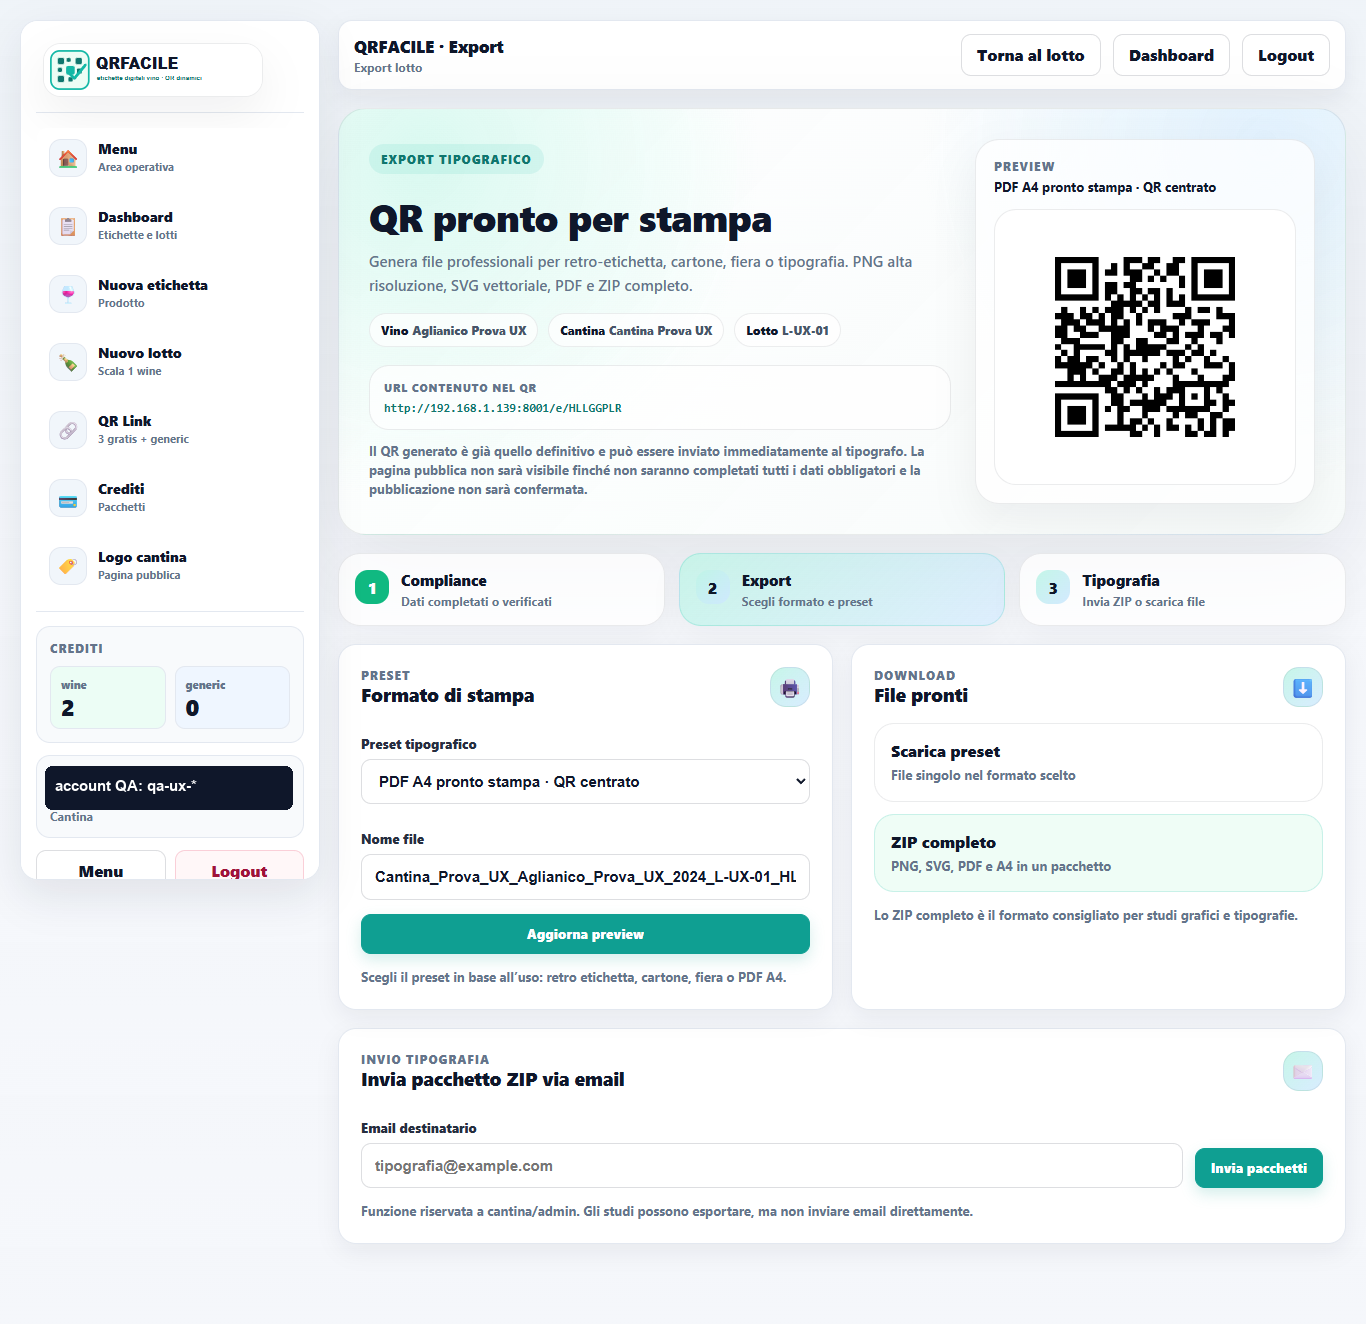 QRFACILE
etichette digitali vino · QR dinamici
Menu
Area operativa
Dashboard
Etichette e lotti
Nuova etichetta
Prodotto
Nuovo lotto
Scala 1 wine
QR Link
3 gratis + generic
Crediti
Pacchetti
Logo cantina
Pagina pubblica
CREDITI
wine
2
generic
0
account QA: qa-ux-*
Cantina
Menu
Logout
QRFACILE · Export
Export lotto
Torna al lotto
Dashboard
Logout
EXPORT TIPOGRAFICO
QR pronto per stampa
Genera file professionali per retro-etichetta, cartone, fiera o tipografia. PNG alta
risoluzione, SVG vettoriale, PDF e ZIP completo.
Vino Aglianico Prova UX
Cantina Cantina Prova UX
Lotto L-UX-01
URL CONTENUTO NEL QR
http://192.168.1.139:8001/e/HLLGGPLR
Il QR generato è già quello definitivo e può essere inviato immediatamente al tipografo. La
pagina pubblica non sarà visibile finché non saranno completati tutti i dati obbligatori e la
pubblicazione non sarà confermata.
PREVIEW
PDF A4 pronto stampa · QR centrato
1
Compliance
Dati completati o verificati
2
Export
Scegli formato e preset
3
Tipografia
Invia ZIP o scarica file
PRESET
Formato di stampa
Preset tipografico
PDF A4 pronto stampa · QR centrato
Nome file
Cantina_Prova_UX_Aglianico_Prova_UX_2024_L-UX-01_HL
Aggiorna preview
Scegli il preset in base all’uso: retro etichetta, cartone, fiera o PDF A4.
DOWNLOAD
File pronti
Scarica preset
File singolo nel formato scelto
ZIP completo
PNG, SVG, PDF e A4 in un pacchetto
Lo ZIP completo è il formato consigliato per studi grafici e tipografie.
INVIO TIPOGRAFIA
Invia pacchetto ZIP via email
Email destinatario
tipografia@example.com
Invia pacchetti
Funzione riservata a cantina/admin. Gli studi possono esportare, ma non inviare email direttamente.